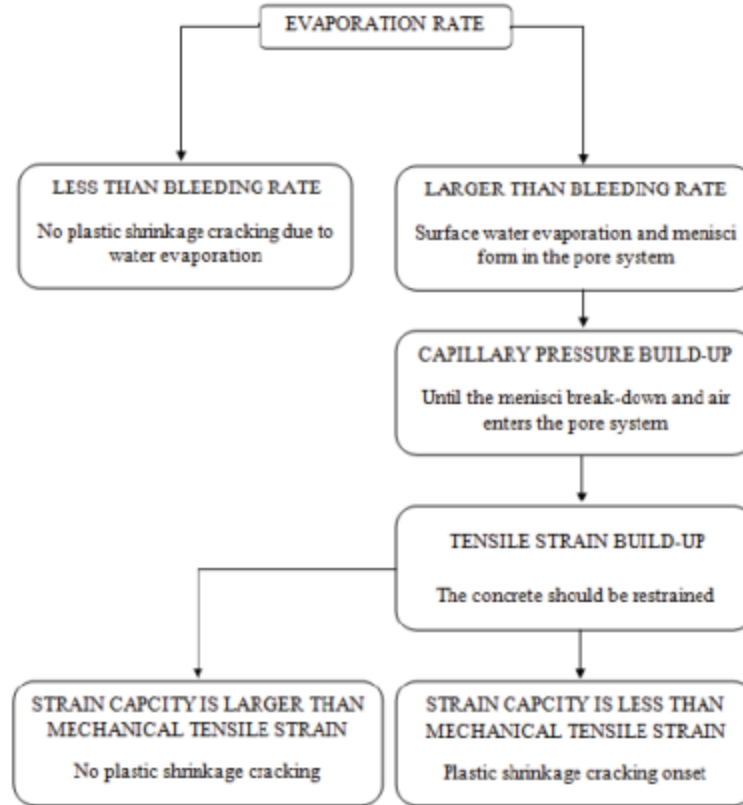 EVAPORATION RATE
LESS THAN BLEEDING RATE
No plastic shrinkage cracking due to
water evaporation
LARGER THAN BLEEDING RATE
Surface water evaporation and menisci
form in the pore system
CAPILLARY PRESSURE BUILD-UP
Until the menisci break-down and air
enters the pore system
TENSILE STRAIN BUILD-UP
The concrete should be restrained
STRAIN CAPCITY IS LARGER THAN
MECHANICAL TENSILE STRAIN
No plastic shrinkage cracking
STRAIN CAPCITY IS LESS THAN
MECHANICAL TENSILE STRAIN
Plastic shrinkage cracking onset